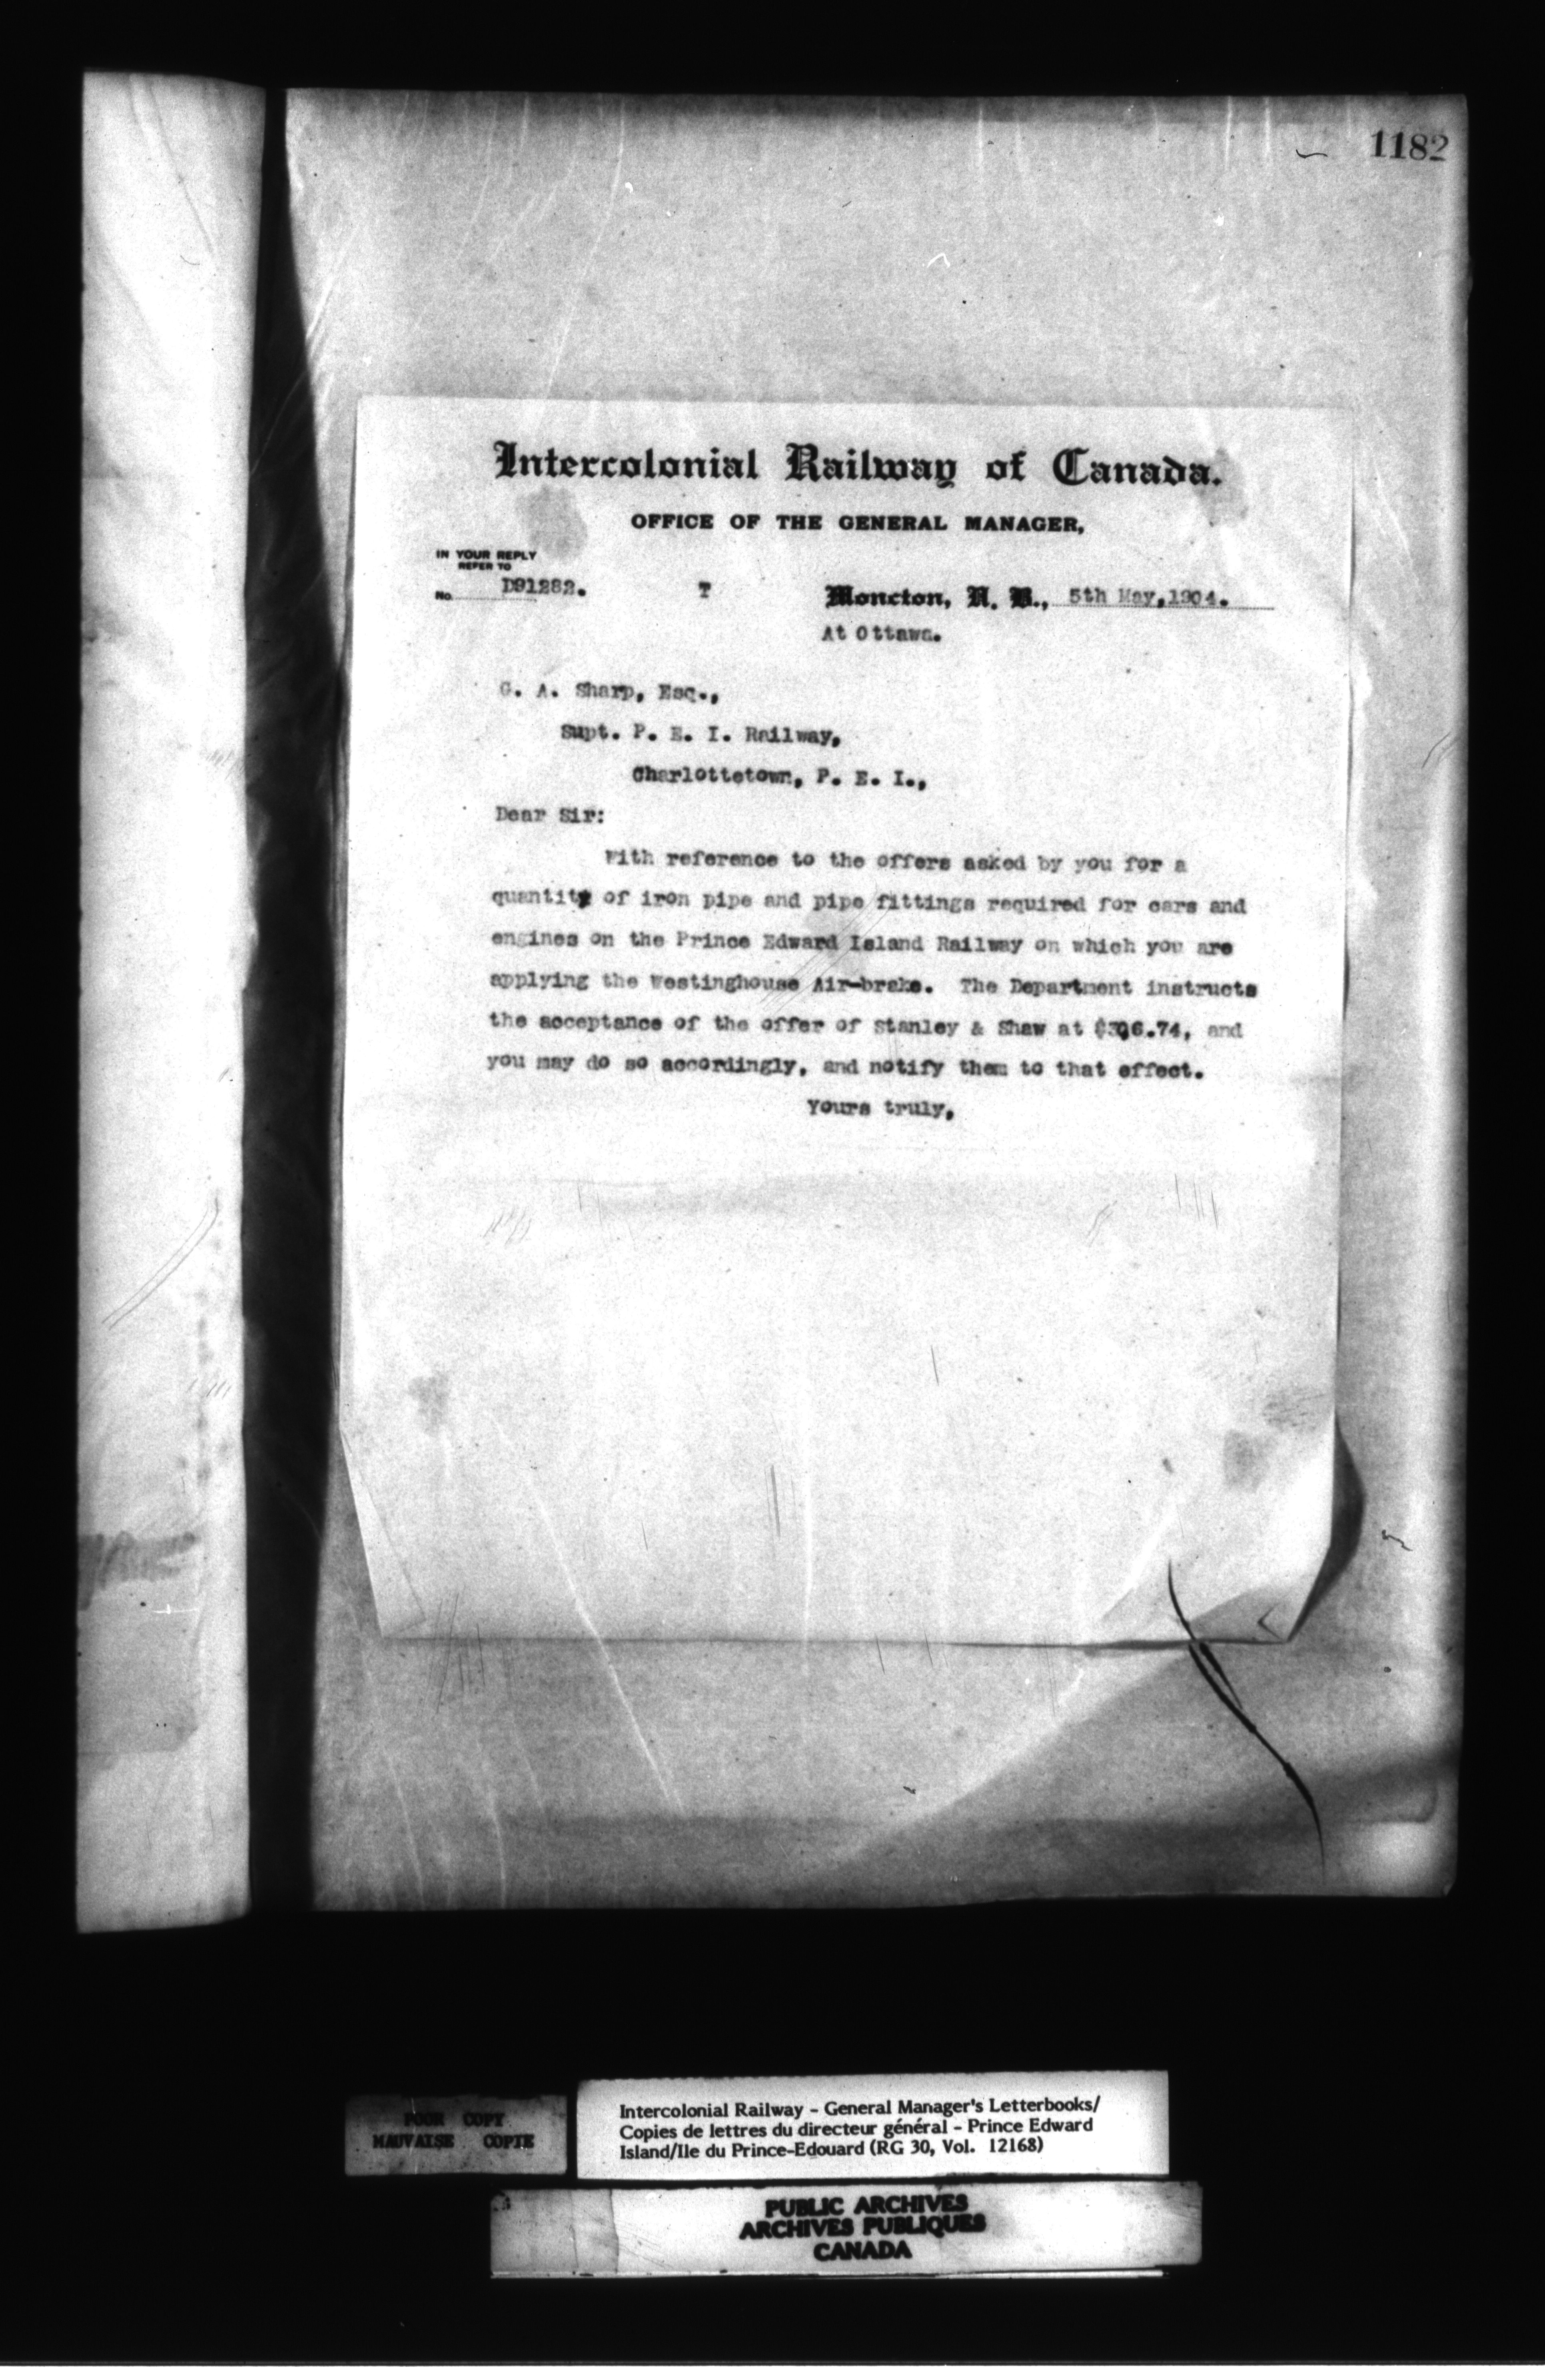 1182
Intercolonial Railway of Canada.
OFFICE OF THE GENERAL MANAGER,
IN YOUR REPLY
REFER TO
No. D91282. T Moncton, N. B., 5th May, 1904.
At Ottawa.
G. A. Sharp, Esq.,
Supt. P. E. I. Railway,
Charlottetown, P. E. I.,
Dear Sir:
With reference to the offers asked by you for a
quantity of iron pipe and pipe fittings required for cars and
engines on the Prince Edward Island Railway on which you are
applying the Westinghouse Air-brake. The Department instructs
the acceptance of the offer of Stanley & Shaw at and
you may do so accordingly, and notify them to that effect.
Yours truly,
POOR COPY
MAUVAISE COPIE
Intercolonial Railway - General Manager's Letterbooks/
Copies de lettres du directeur général - Prince Edward
Island/Ile du Prince-Edouard (RG 30, Vol. 12168)
PUBLIC ARCHIVES
ARCHIVES PUBLIQUES
CANADA